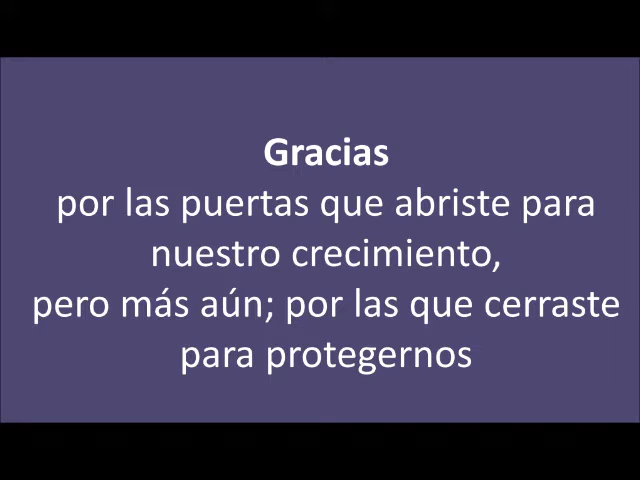 Gracias
por las puertas que abriste para
nuestro crecimiento,
pero más aún; por las que cerraste
para protegernos